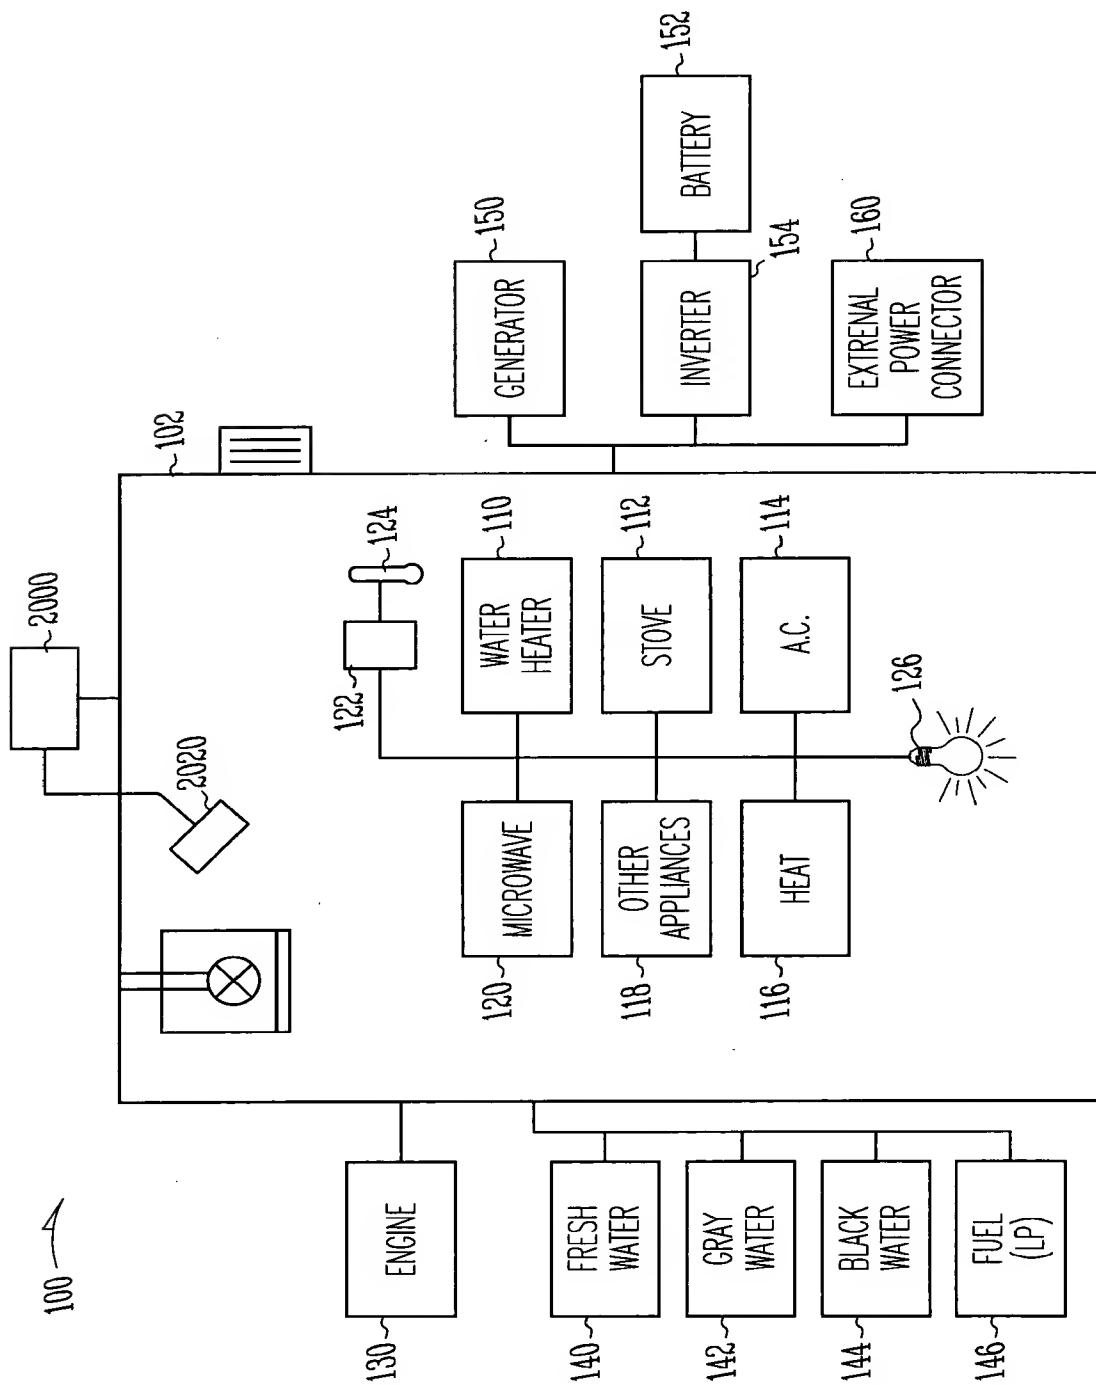 100
130
ENGINE
140
FRESH
WATER
142
GRAY
WATER
144
BLACK
WATER
146
FUEL
(LP)
2000
2020
102
122
124
120
MICROWAVE
110
WATER
HEATER
118
OTHER
APPLIANCES
112
STOVE
116
HEAT
114
A.C.
126
150
GENERATOR
152
BATTERY
154
INVERTER
160
EXTRENAL
POWER
CONNECTOR